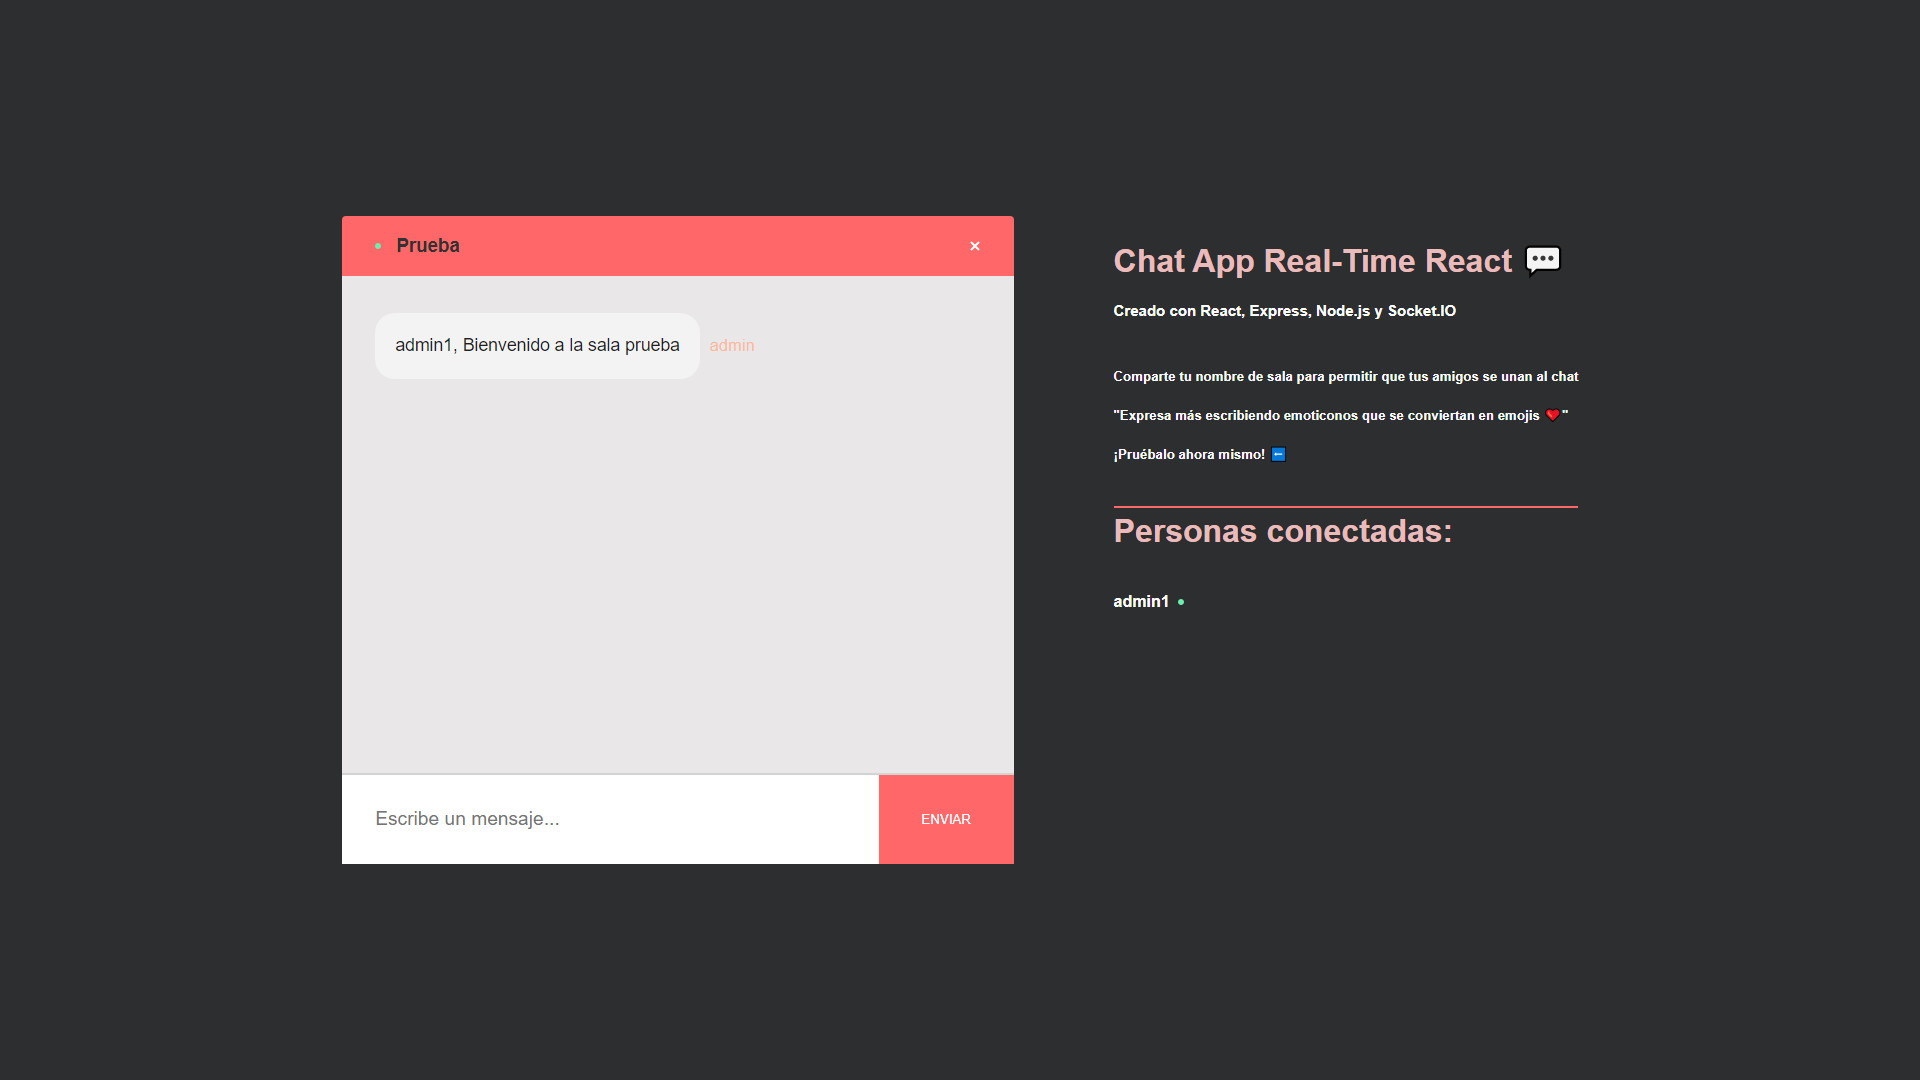 Prueba
×
admin1, Bienvenido a la sala prueba admin
Escribe un mensaje...
ENVIAR
Chat App Real-Time React 💬
Creado con React, Express, Node.js y Socket.IO
Comparte tu nombre de sala para permitir que tus amigos se unan al chat
"Expresa más escribiendo emoticonos que se conviertan en emojis ❤️"
¡Pruébalo ahora mismo! ⬅️
Personas conectadas:
admin1